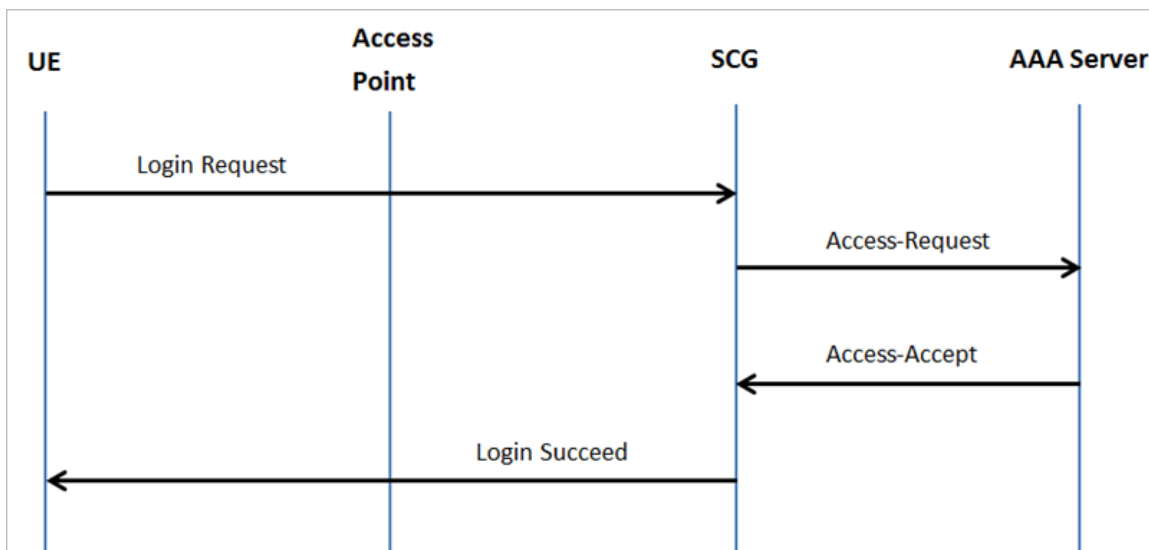 UE
Access
Point
SCG
AAA Server
Login Request
Access-Request
Access-Accept
Login Succeed